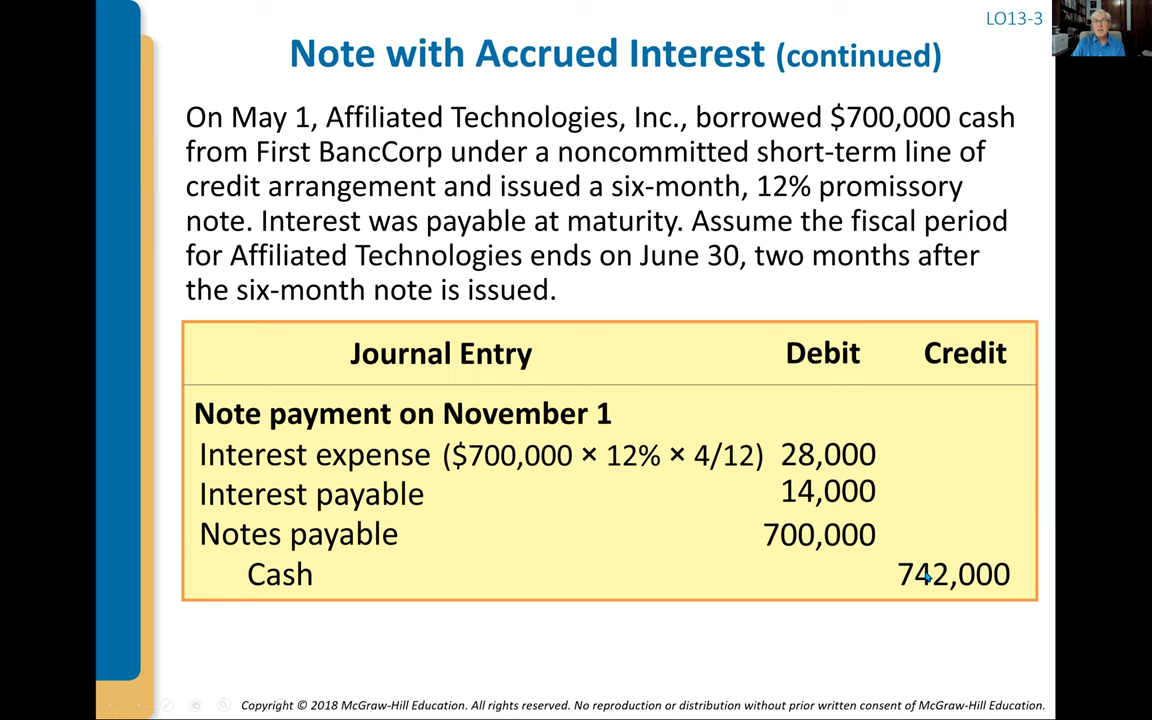 LO13-3
Note with Accrued Interest (continued)
On May 1, Affiliated Technologies, Inc., borrowed $700,000 cash
from First BancCorp under a noncommitted short-term line of
credit arrangement and issued a six-month, 12% promissory
note. Interest was payable at maturity. Assume the fiscal period
for Affiliated Technologies ends on June 30, two months after
the six-month note is issued.
Journal Entry Debit Credit
Note payment on November 1
Interest expense ($700,000 × 12% × 4/12) 28,000
Interest payable 14,000
Notes payable 700,000
Cash 742,000
Copyright © 2018 McGraw-Hill Education. All rights reserved. No reproduction or distribution without prior written consent of McGraw-Hill Education.